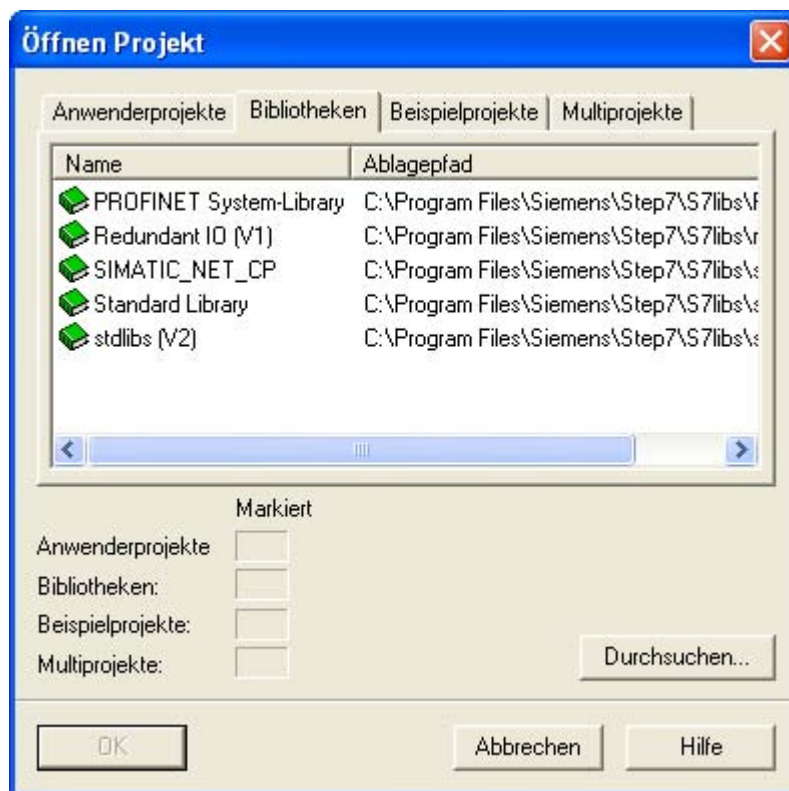 Öffnen Projekt
Anwenderprojekte Bibliotheken Beispielprojekte Multiprojekte
Name Ablagepfad
PROFINET System-Library C:\Program Files\Siemens\Step7\S7libs\
Redundant IO (V1) C:\Program Files\Siemens\Step7\S7libs\
SIMATIC_NET_CP C:\Program Files\Siemens\Step7\S7libs\
Standard Library C:\Program Files\Siemens\Step7\S7libs\
stdlibs (V2) C:\Program Files\Siemens\Step7\S7libs\
Markiert
Anwenderprojekte
Bibliotheken:
Beispielprojekte:
Multiprojekte:
Durchsuchen...
OK Abbrechen Hilfe